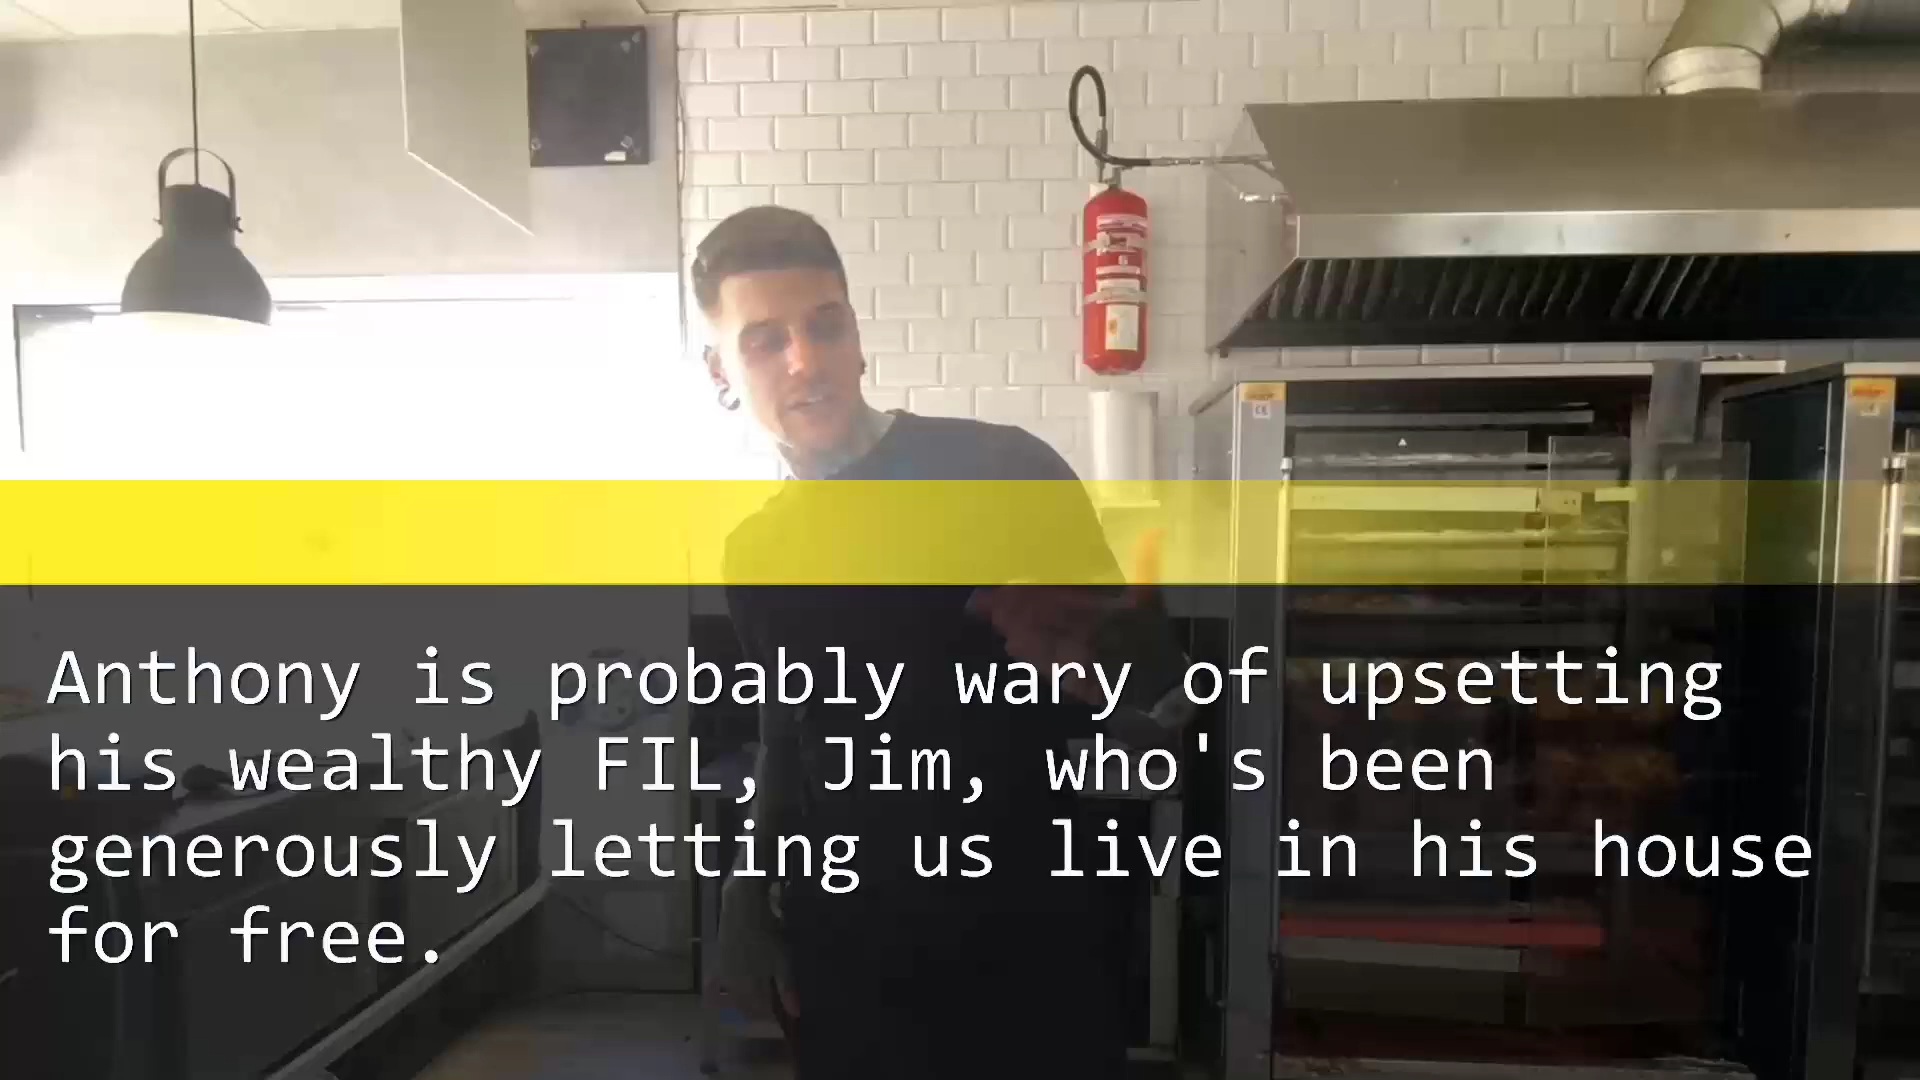 Anthony is probably wary of upsetting
his wealthy FIL, Jim, who's been
generously letting us live in his house
for free.